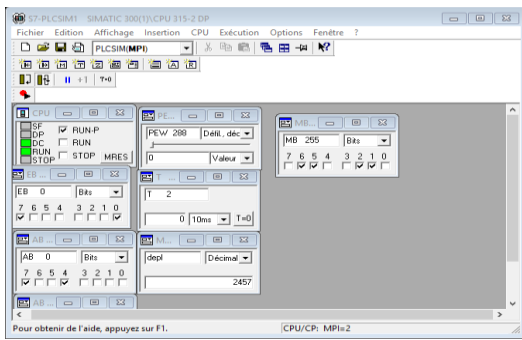 S7-PLCSIM1    SIMATIC 300(1)\CPU 315-2 DP
Fichier Edition Affichage Insertion CPU Exécution Options Fenêtre ?
PLCSIM(MPI)
T=0
CPU
SF
DP
DC
RUN
STOP
RUN-P
RUN
STOP MRES
PE...
PEW 288 Défil., déc
0 Valeur
MB...
MB 255 Bits
7 6 5 4 3 2 1 0
EB ...
EB 0 Bits
7 6 5 4 3 2 1 0
T ...
T 2
0 10ms T=0
AB ...
AB 0 Bits
7 6 5 4 3 2 1 0
M...
depl Décimal
2457
AB ...
Pour obtenir de l'aide, appuyez sur F1. CPU/CP: MPI=2